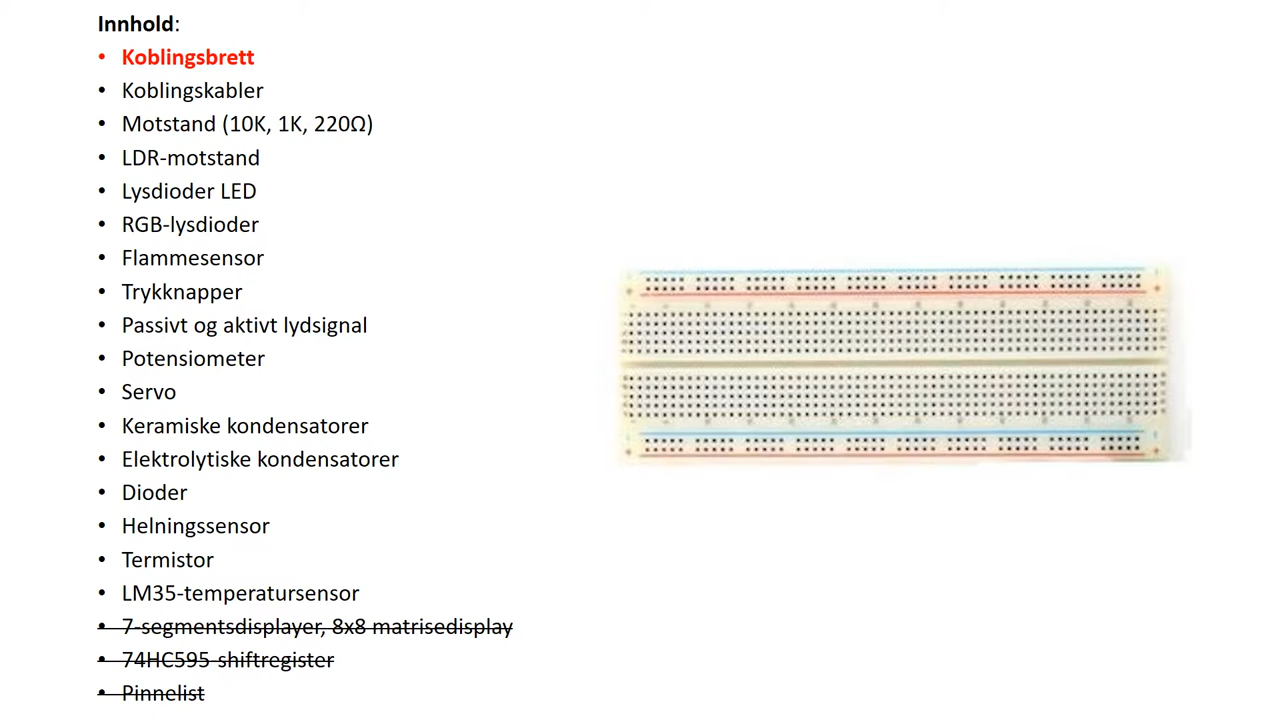 Innhold:
• Koblingsbrett
• Koblingskabler
• Motstand (10K, 1K, 220Ω)
• LDR-motstand
• Lysdioder LED
• RGB-lysdioder
• Flammesensor
• Trykknapper
• Passivt og aktivt lydsignal
• Potensiometer
• Servo
• Keramiske kondensatorer
• Elektrolytiske kondensatorer
• Dioder
• Helningssensor
• Termistor
• LM35-temperatursensor
• 7-segmentsdisplayer, 8x8 matrisedisplay
• 74HC595-shiftregister
• Pinnelist